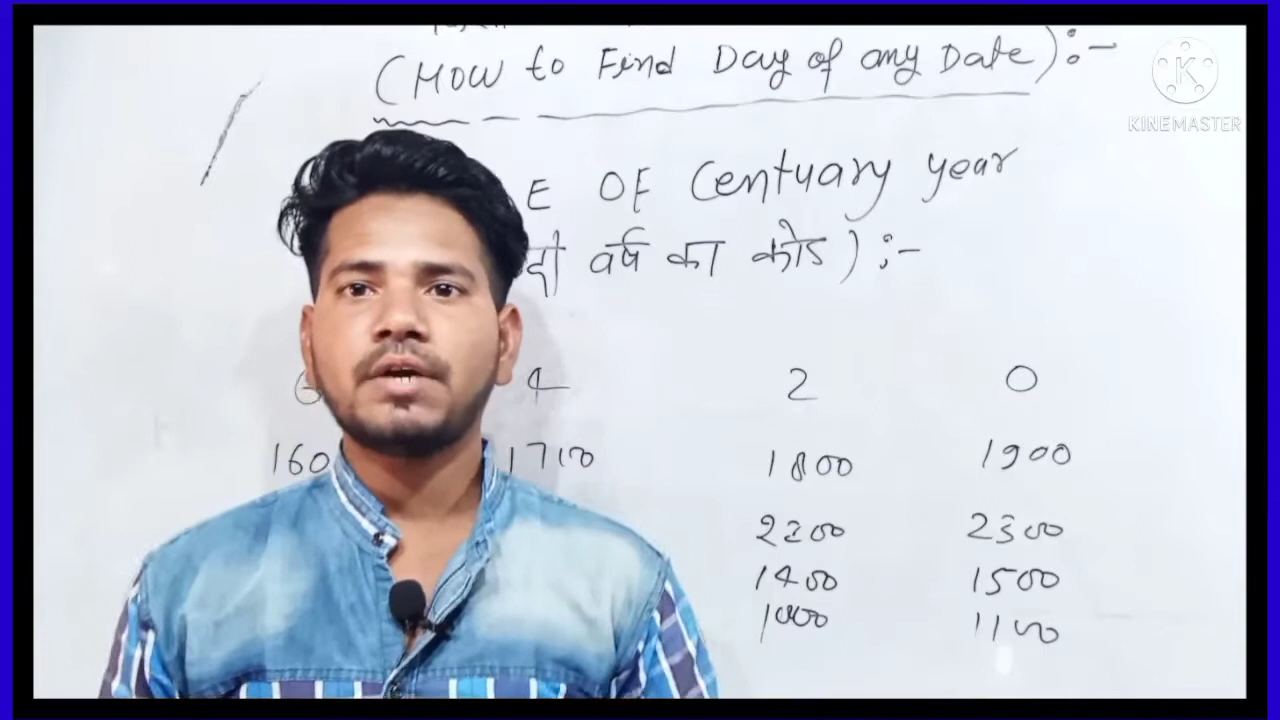 (HOW to Find Day of any Date):-
KINEMASTER
E OF Centuary year
दी वर्ष का कोड):-
6 4 2 0
160 1700 1800 1900
2200 2300
1400 1500
1000 1100